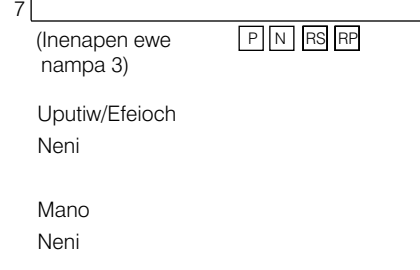 7
(Inenapen ewe P N RS RP
nampa 3)
Uputiw/Efeioch
Neni
Mano
Neni